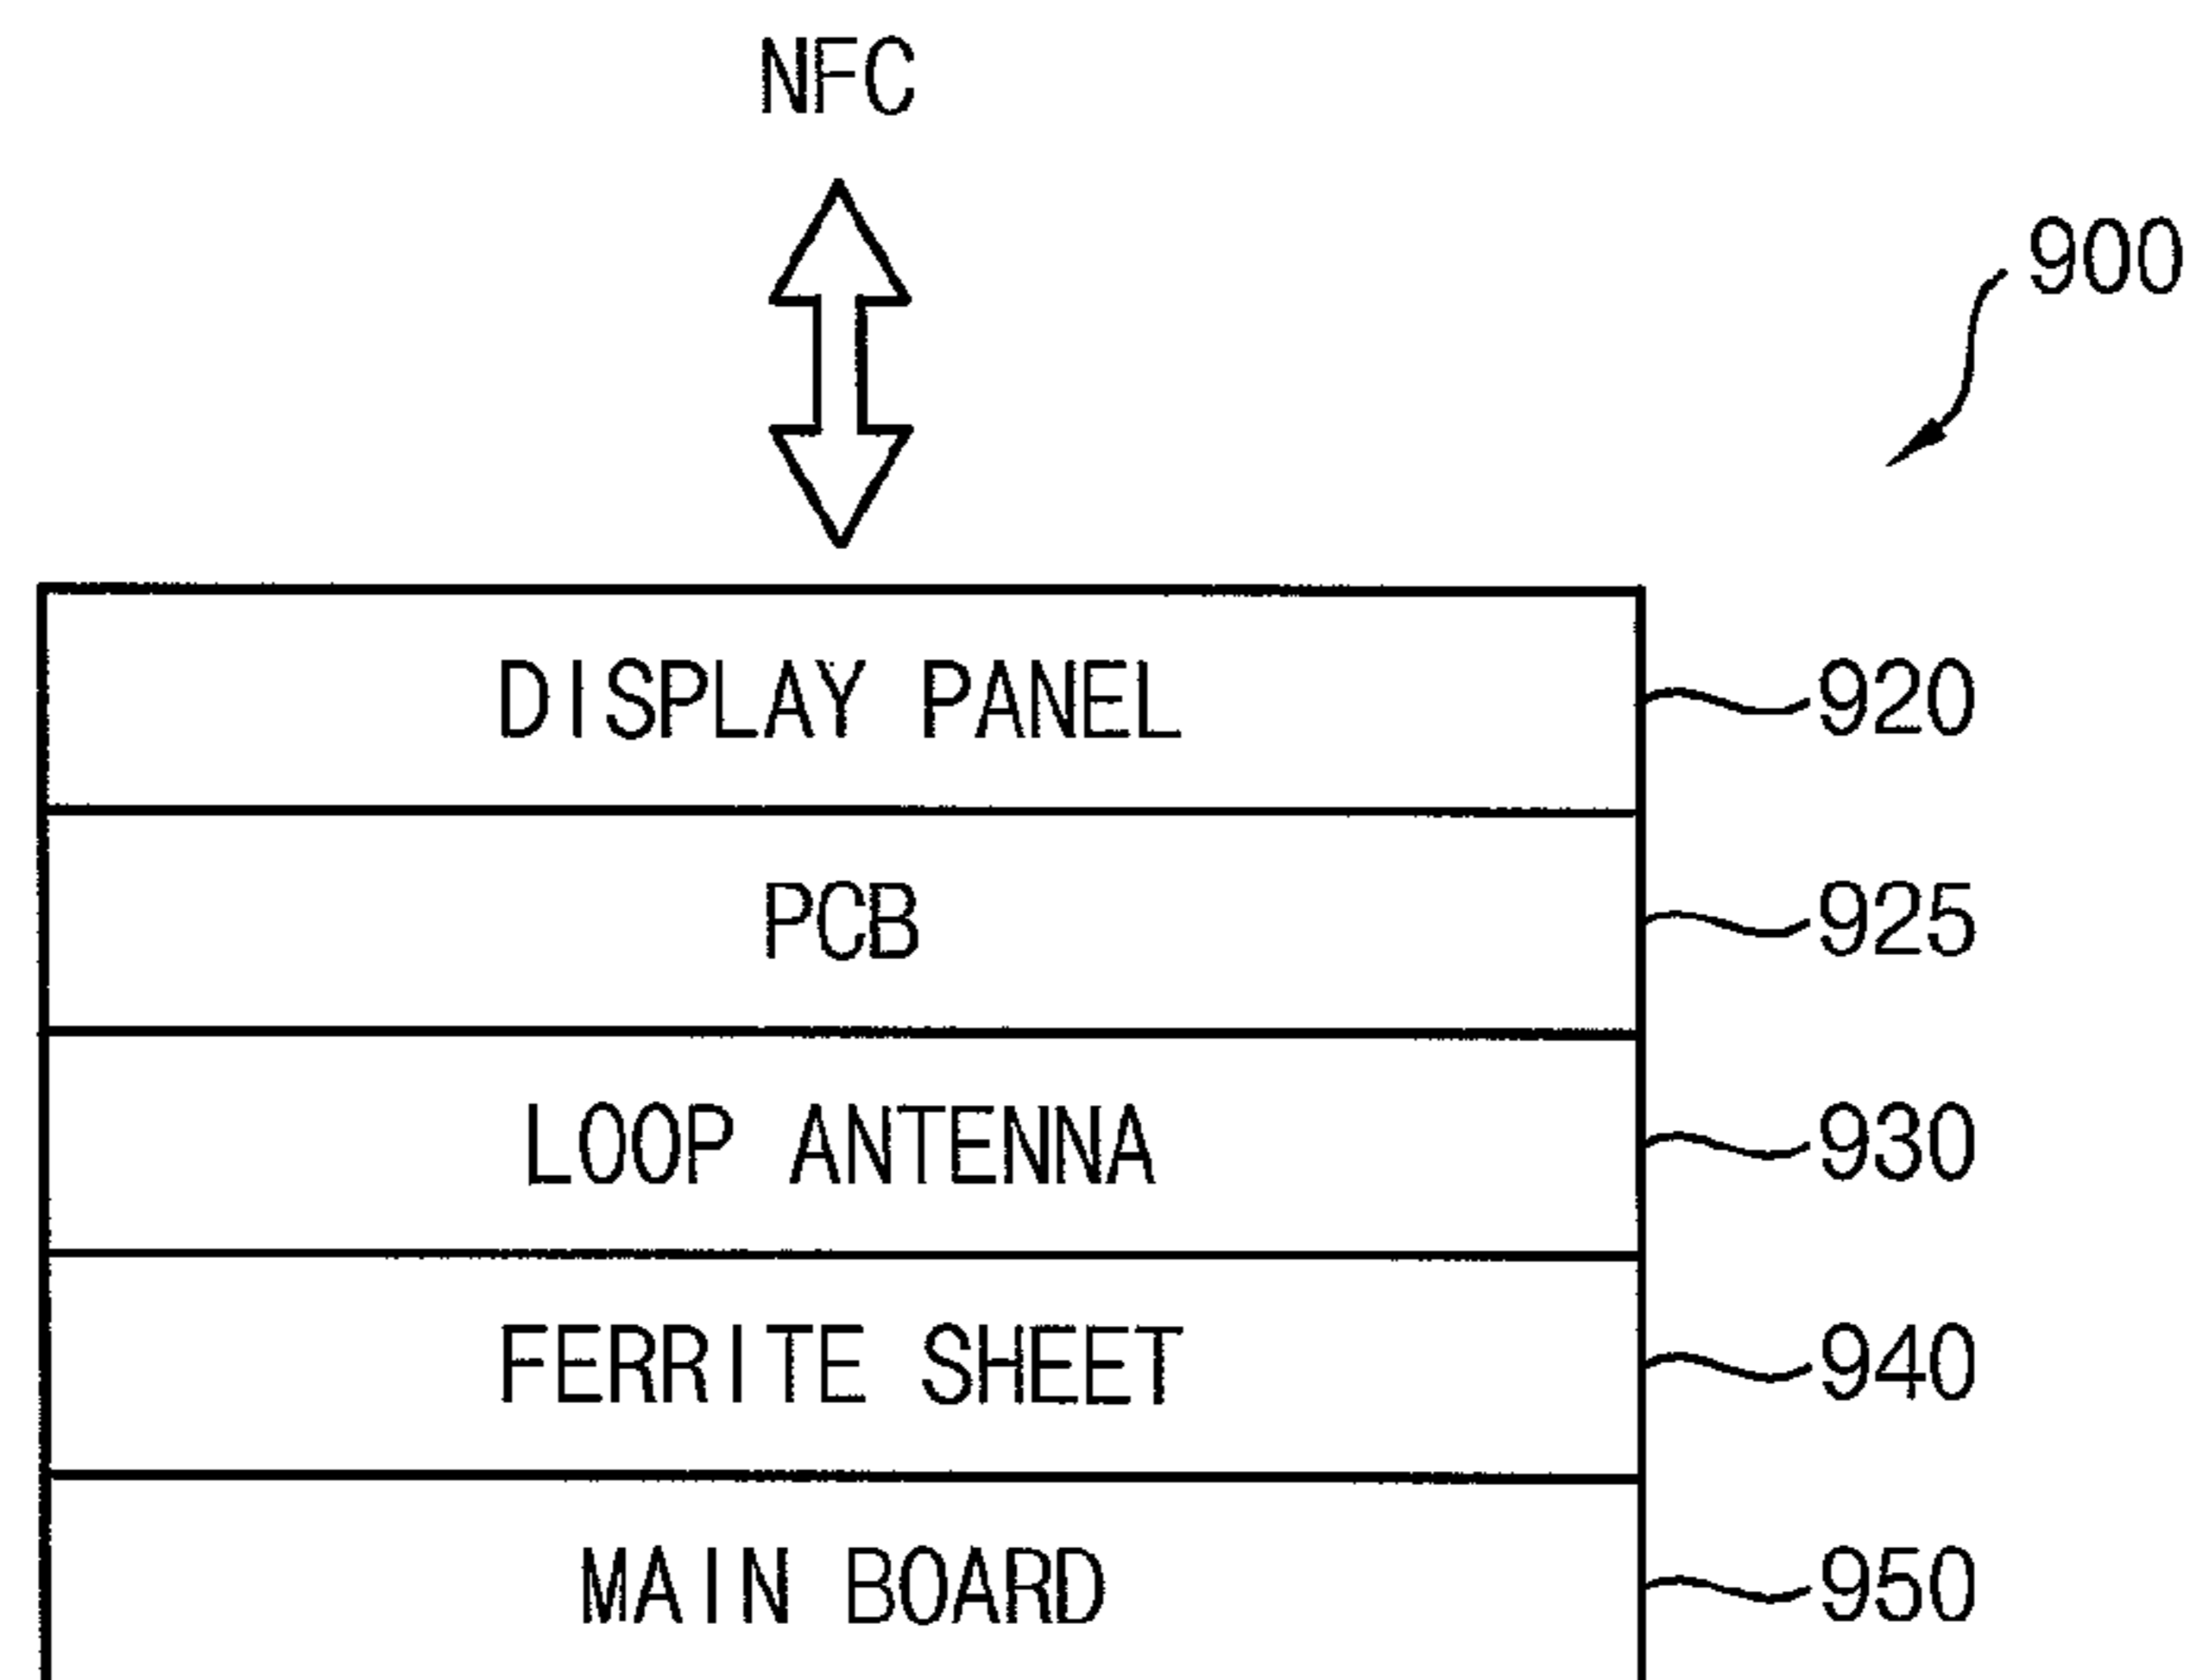 NFC
900
DISPLAY PANEL 920
PCB 925
LOOP ANTENNA 930
FERRITE SHEET 940
MAIN BOARD 950